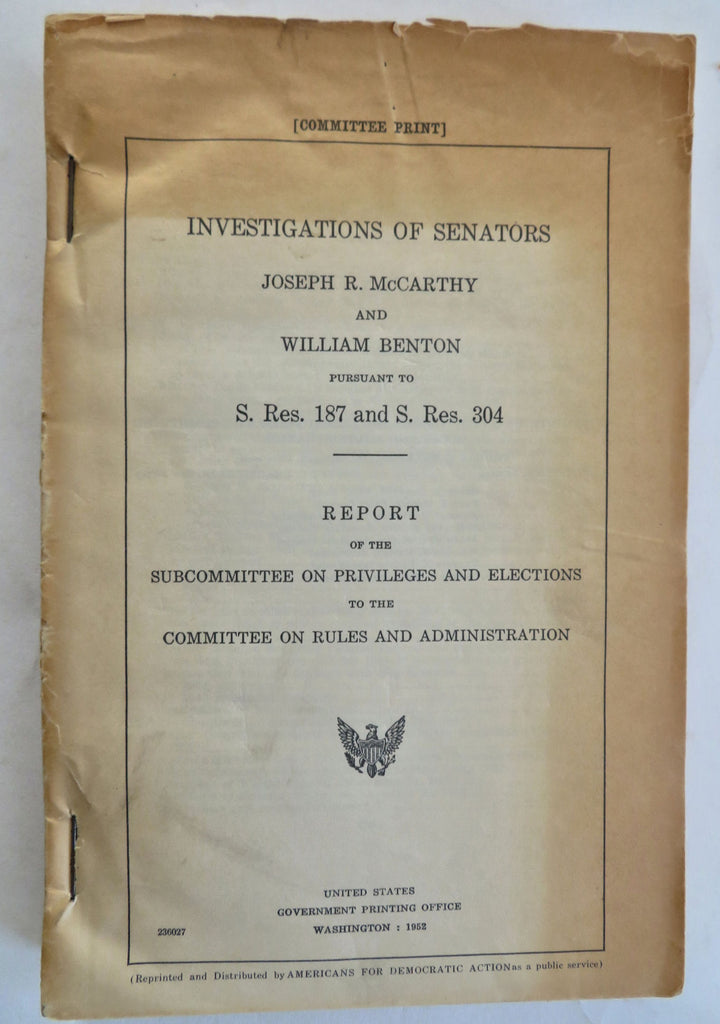 [COMMITTEE PRINT]
INVESTIGATIONS OF SENATORS
JOSEPH R. McCARTHY
AND
WILLIAM BENTON
PURSUANT TO
S. Res. 187 and S. Res. 304
REPORT
OF THE
SUBCOMMITTEE ON PRIVILEGES AND ELECTIONS
TO THE
COMMITTEE ON RULES AND ADMINISTRATION
UNITED STATES
GOVERNMENT PRINTING OFFICE
236027 WASHINGTON : 1952
(Reprinted and Distributed by AMERICANS FOR DEMOCRATIC ACTION as a public service)